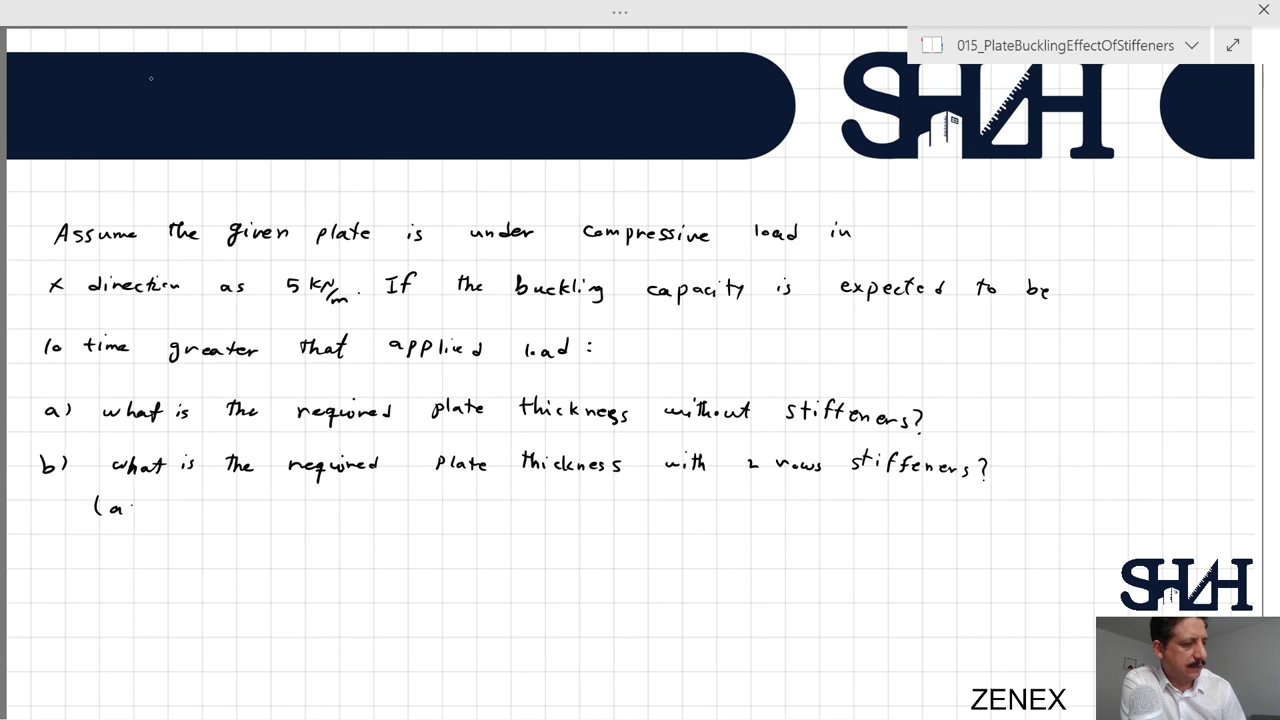 015_PlateBucklingEffectOfStiffeners
SHZH
Assume the given plate is under compressive load in
x direction as 5 kN/m. If the buckling capacity is expected to be
10 time greater that applied load :
a) what is the required plate thickness without stiffeners?
b) what is the required plate thickness with 2 rows stiffeners?
(a
SHZH
ZENEX